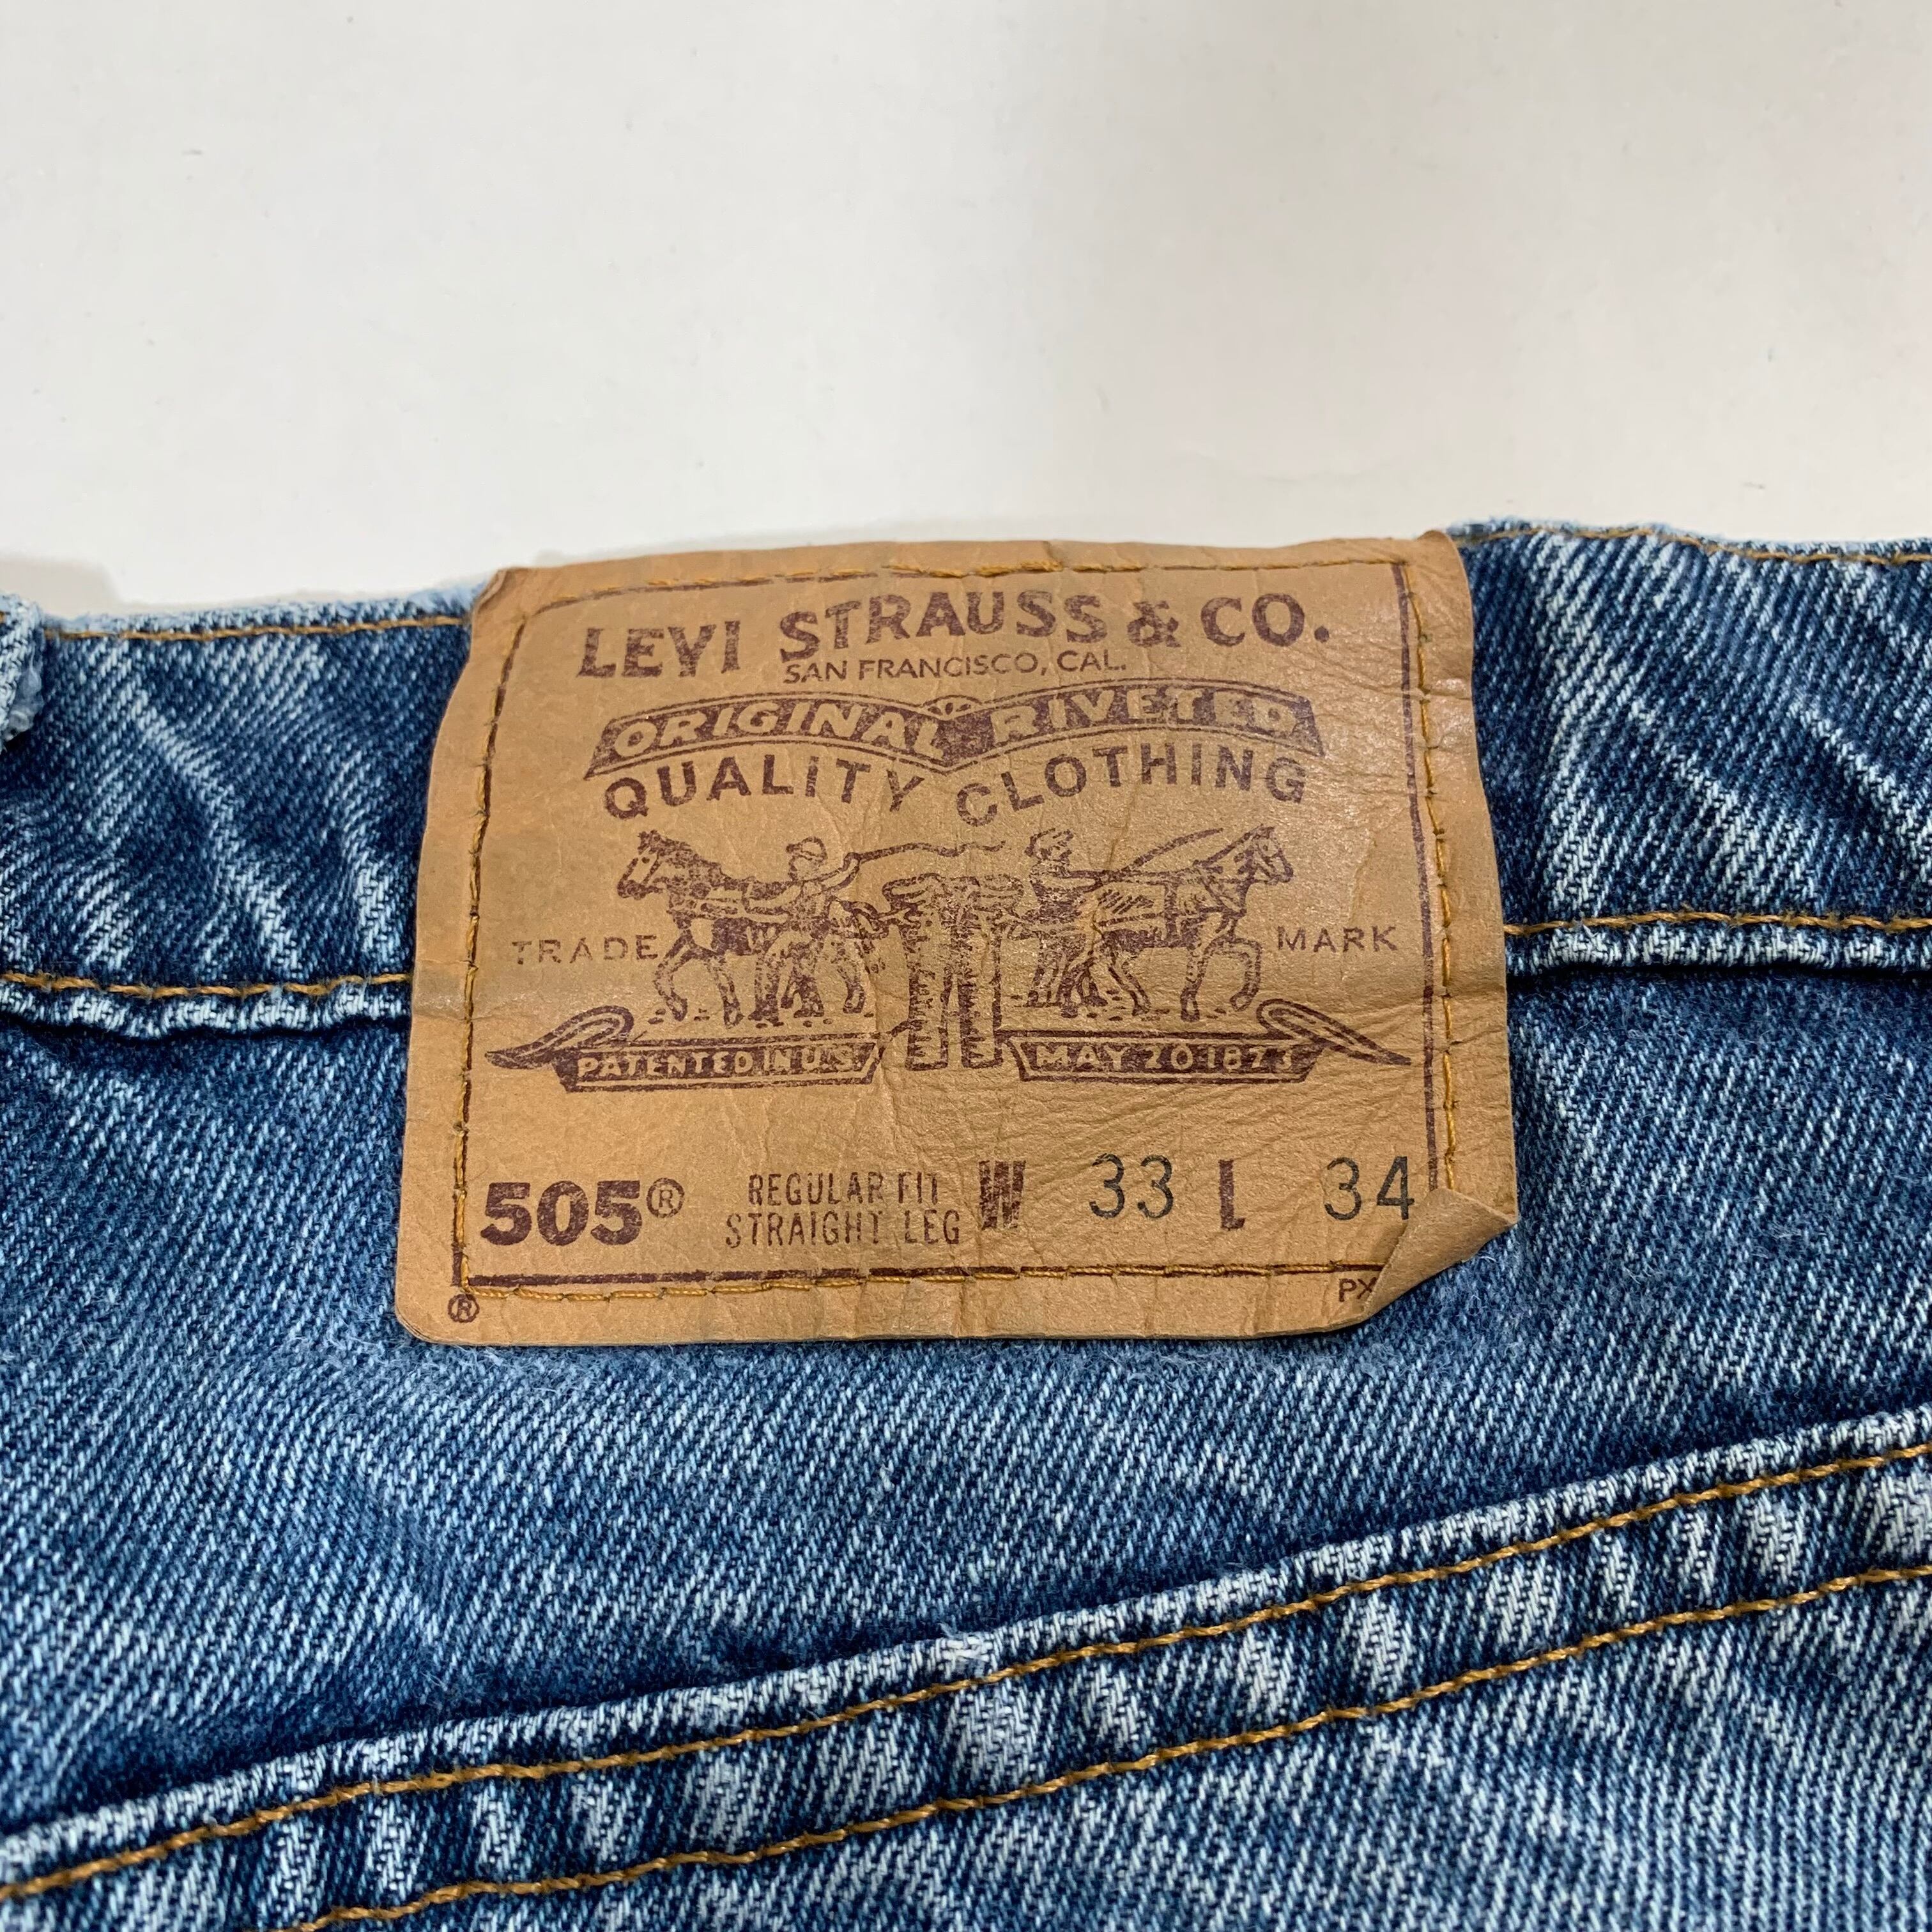 LEVI STRAUSS & CO.
SAN FRANCISCO, CAL.
ORIGINAL RIVETED
QUALITY CLOTHING
TRADE MARK
PATENTED IN U.S. MAY 20 1873
505® REGULAR FIT W 33 L 34
STRAIGHT LEG
® PX